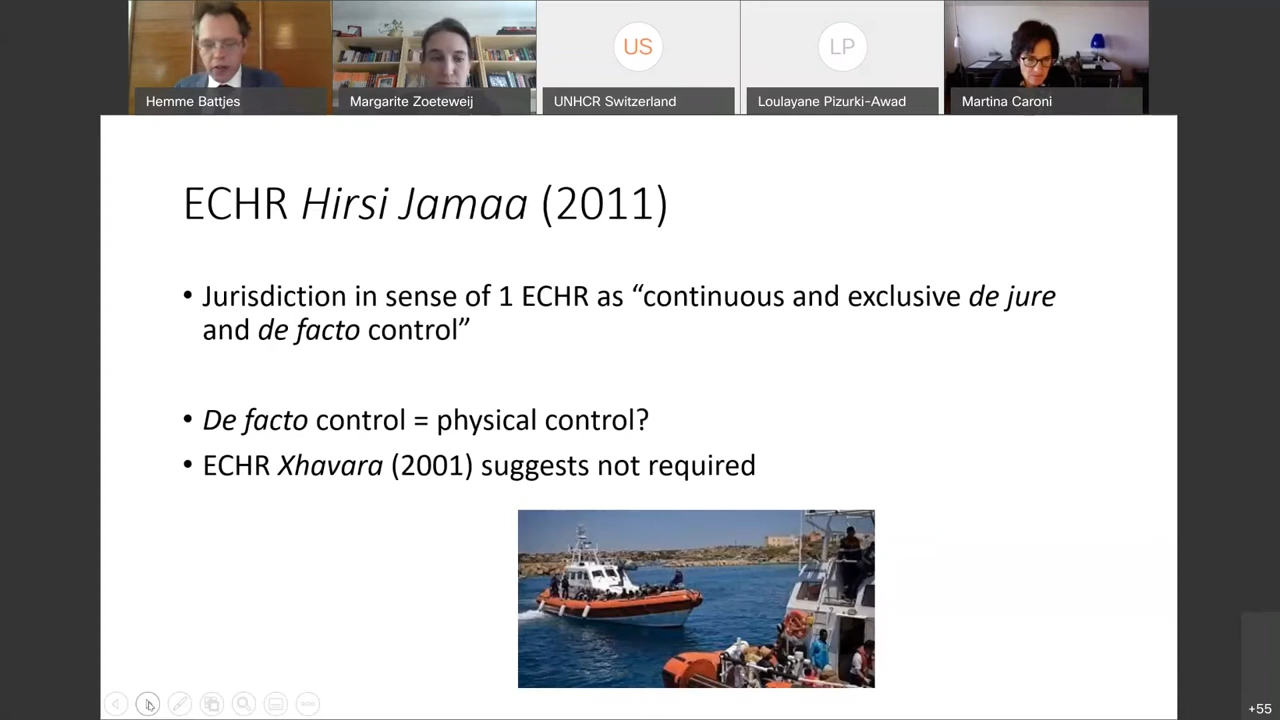 US
LP
Hemme Battjes
Margarite Zoeteweij
UNHCR Switzerland
Loulayane Pizurki-Awad
Martina Caroni
ECHR Hirsi Jamaa (2011)
• Jurisdiction in sense of 1 ECHR as “continuous and exclusive de jure
and de facto control”
• De facto control = physical control?
• ECHR Xhavara (2001) suggests not required
+55